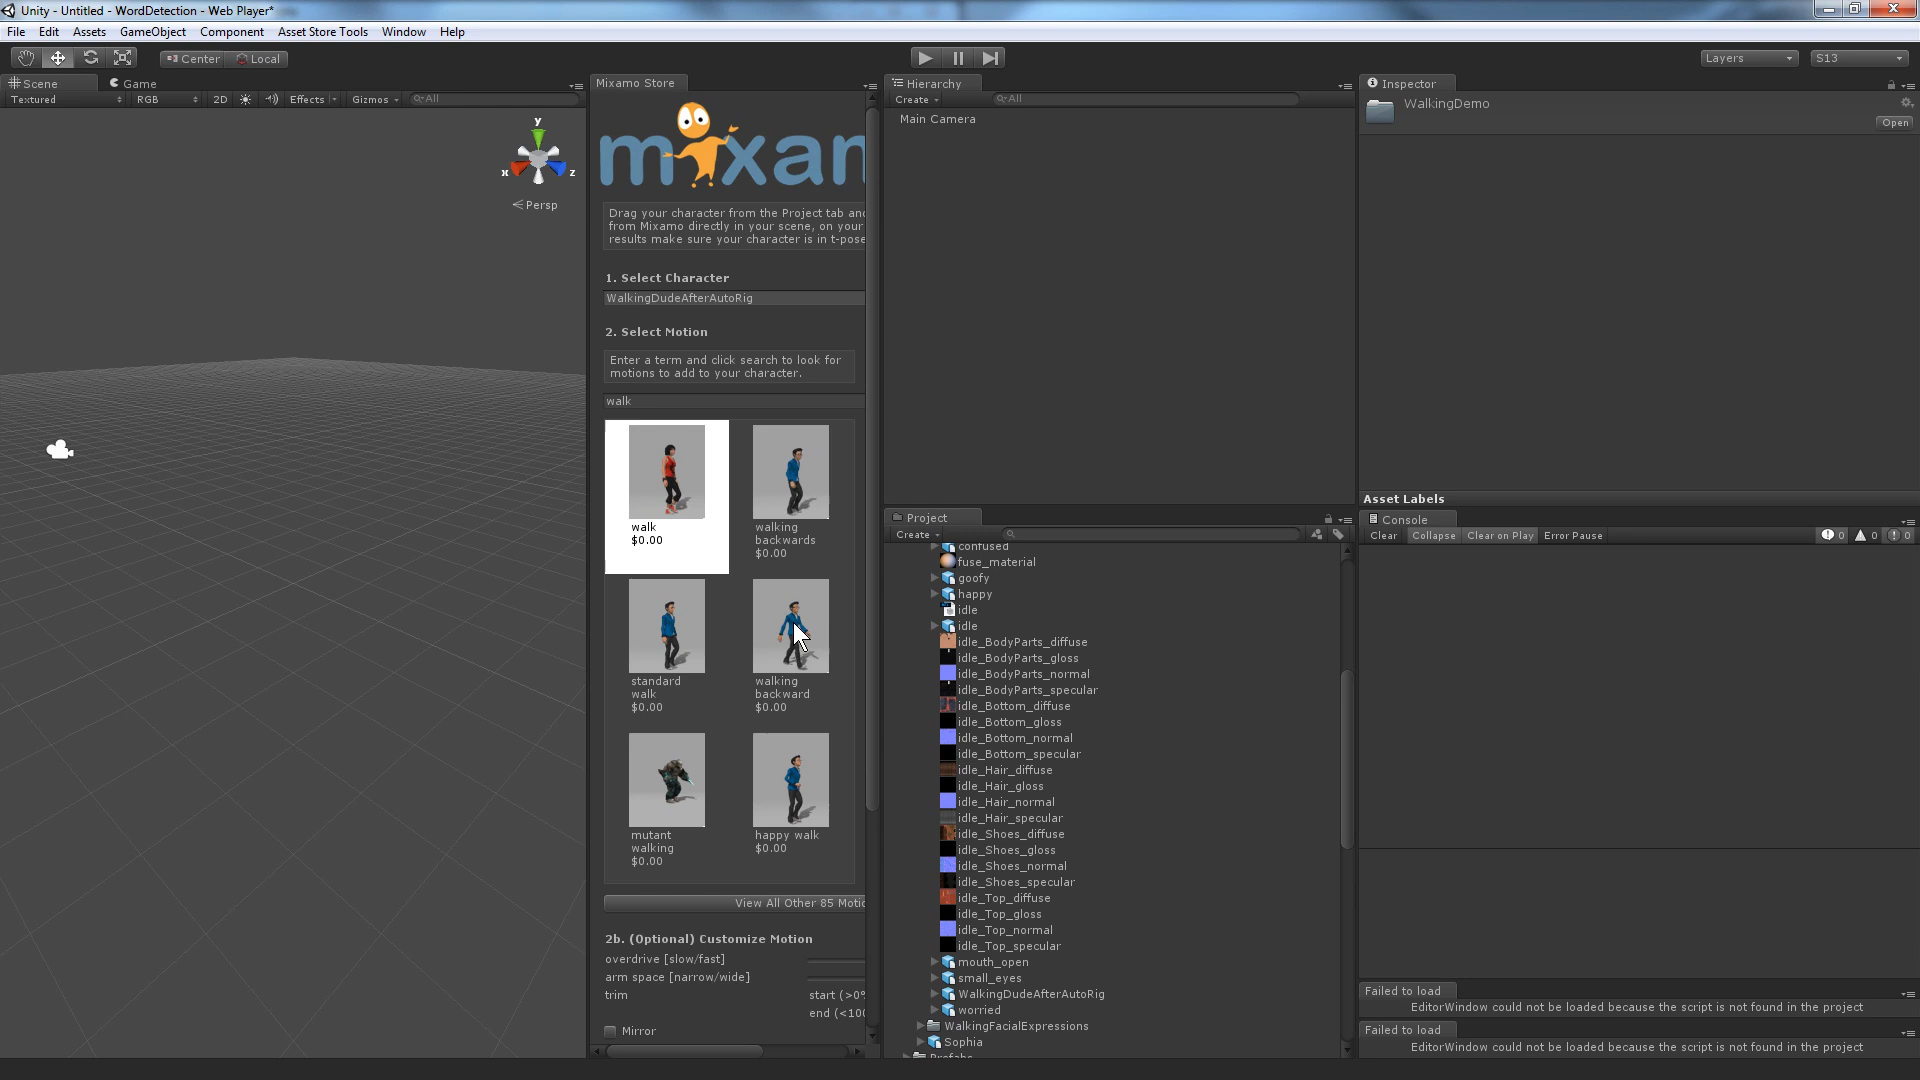 Unity - Untitled - WordDetection - Web Player*
File Edit Assets GameObject Component Asset Store Tools Window Help
Center Local
Layers S13
Scene Game
Textured RGB 2D Effects Gizmos All
y
x z
Persp
Mixamo Store
mixam
Drag your character from the Project tab and
from Mixamo directly in your scene, on your
results make sure your character is in t-pose
1. Select Character
WalkingDudeAfterAutoRig
2. Select Motion
Enter a term and click search to look for
motions to add to your character.
walk
walk
$0.00
walking
backwards
$0.00
standard
walk
$0.00
walking
backward
$0.00
mutant
walking
$0.00
happy walk
$0.00
View All Other 85 Motio
2b. (Optional) Customize Motion
overdrive [slow/fast]
arm space [narrow/wide]
trim start (>0%
end (<100
Mirror
Hierarchy
Create All
Main Camera
Project
Create
confused
fuse_material
goofy
happy
idle
idle
idle_BodyParts_diffuse
idle_BodyParts_gloss
idle_BodyParts_normal
idle_BodyParts_specular
idle_Bottom_diffuse
idle_Bottom_gloss
idle_Bottom_normal
idle_Bottom_specular
idle_Hair_diffuse
idle_Hair_gloss
idle_Hair_normal
idle_Hair_specular
idle_Shoes_diffuse
idle_Shoes_gloss
idle_Shoes_normal
idle_Shoes_specular
idle_Top_diffuse
idle_Top_gloss
idle_Top_normal
idle_Top_specular
mouth_open
small_eyes
WalkingDudeAfterAutoRig
worried
WalkingFacialExpressions
Sophia
Prefabs
Inspector
WalkingDemo
Open
Asset Labels
Console
Clear Collapse Clear on Play Error Pause 0 0 0
Failed to load
EditorWindow could not be loaded because the script is not found in the project
Failed to load
EditorWindow could not be loaded because the script is not found in the project